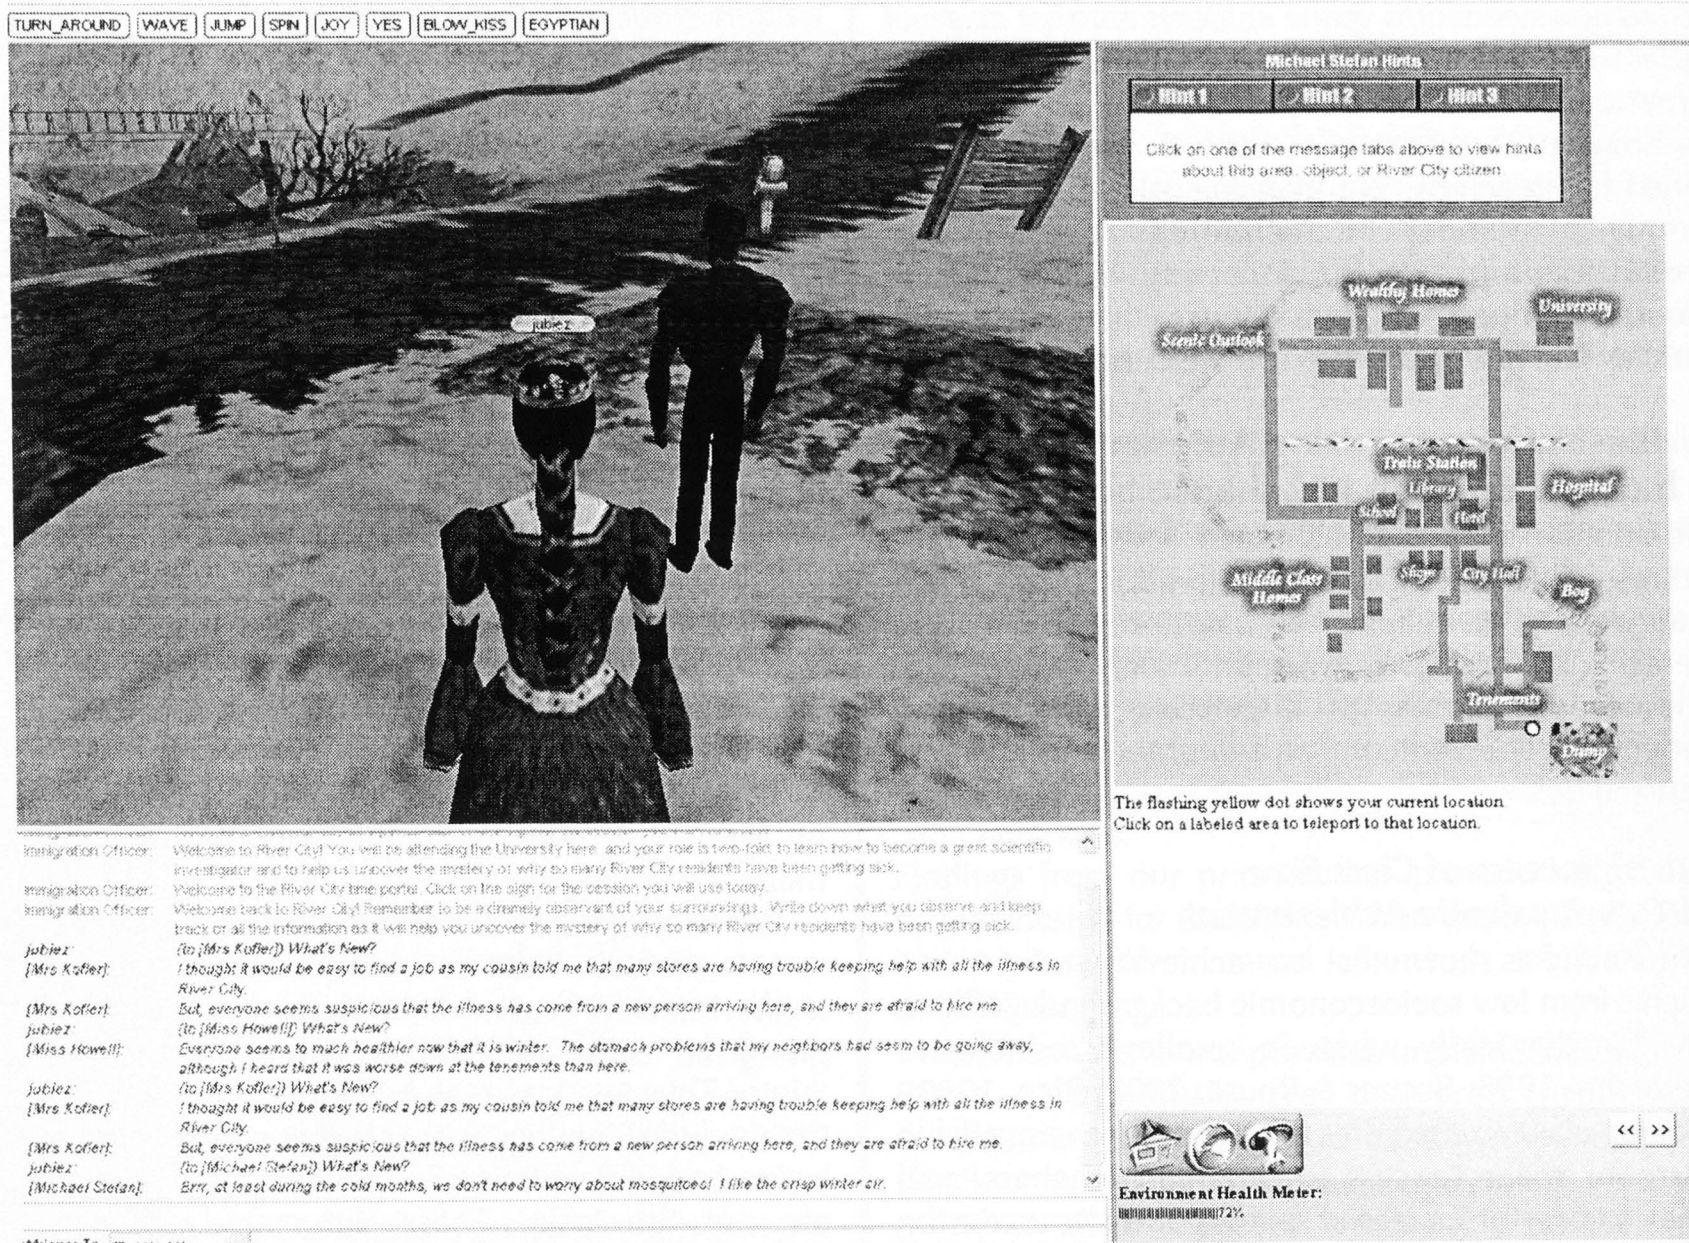 TURN_AROUND WAVE JUMP SPIN JOY YES BLOW_KISS EGYPTIAN
jubiez
Michael Stefan Hints
Hint 1 Hint 2 Hint 3
Click on one of the message tabs above to view hints
about this area, object, or River City citizen
Wealthy Homes
University
Scenic Outlook
Train Station
Library
Hospital
School
Hotel
Middle Class
Homes
Shops
City Hall
Bog
Tenements
Dump
The flashing yellow dot shows your current location
Click on a labeled area to teleport to that location.
Immigration Officer: Welcome to River City! You will be attending the University here, and your role is two-fold: to learn how to become a great scientific
investigator and to help us uncover the mystery of why so many River City residents have been getting sick.
Immigration Officer: Welcome to the River City time portal. Click on the sign for the session you will use today.
Immigration Officer: Welcome back to River City! Remember to be extremely observant of your surroundings. Write down what you observe and keep
track of all the information as it will help you uncover the mystery of why so many River City residents have been getting sick.
jubiez: (to [Mrs Kofler]) What's New?
[Mrs Kofler]: I thought it would be easy to find a job as my cousin told me that many stores are having trouble keeping help with all the illness in
River City.
[Mrs Kofler]: But, everyone seems suspicious that the illness has come from a new person arriving here, and they are afraid to hire me.
jubiez: (to [Miss Howell]) What's New?
[Miss Howell]: Everyone seems to much healthier now that it is winter. The stomach problems that my neighbors had seem to be going away,
although I heard that it was worse down at the tenements than here.
jubiez: (to [Mrs Kofler]) What's New?
[Mrs Kofler]: I thought it would be easy to find a job as my cousin told me that many stores are having trouble keeping help with all the illness in
River City.
[Mrs Kofler]: But, everyone seems suspicious that the illness has come from a new person arriving here, and they are afraid to hire me.
jubiez: (to [Michael Stefan]) What's New?
[Michael Stefan]: Brrr, at least during the cold months, we don't need to worry about mosquitoes! I like the crisp winter air.
<< >>
Environment Health Meter:
72%